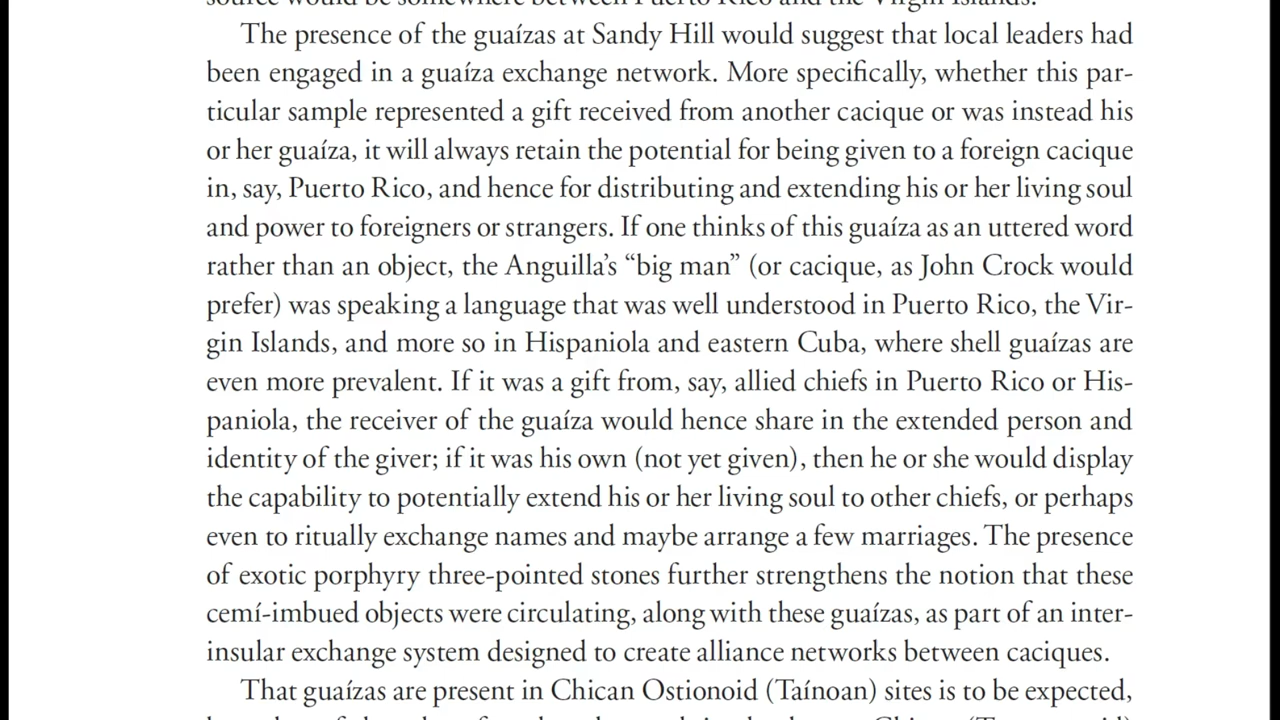 source would be somewhere between Puerto Rico and the Virgin Islands.
The presence of the guaízas at Sandy Hill would suggest that local leaders had
been engaged in a guaíza exchange network. More specifically, whether this par-
ticular sample represented a gift received from another cacique or was instead his
or her guaíza, it will always retain the potential for being given to a foreign cacique
in, say, Puerto Rico, and hence for distributing and extending his or her living soul
and power to foreigners or strangers. If one thinks of this guaíza as an uttered word
rather than an object, the Anguilla’s “big man” (or cacique, as John Crock would
prefer) was speaking a language that was well understood in Puerto Rico, the Vir-
gin Islands, and more so in Hispaniola and eastern Cuba, where shell guaízas are
even more prevalent. If it was a gift from, say, allied chiefs in Puerto Rico or His-
paniola, the receiver of the guaíza would hence share in the extended person and
identity of the giver; if it was his own (not yet given), then he or she would display
the capability to potentially extend his or her living soul to other chiefs, or perhaps
even to ritually exchange names and maybe arrange a few marriages. The presence
of exotic porphyry three-pointed stones further strengthens the notion that these
cemí-imbued objects were circulating, along with these guaízas, as part of an inter-
insular exchange system designed to create alliance networks between caciques.
That guaízas are present in Chican Ostionoid (Taínoan) sites is to be expected,